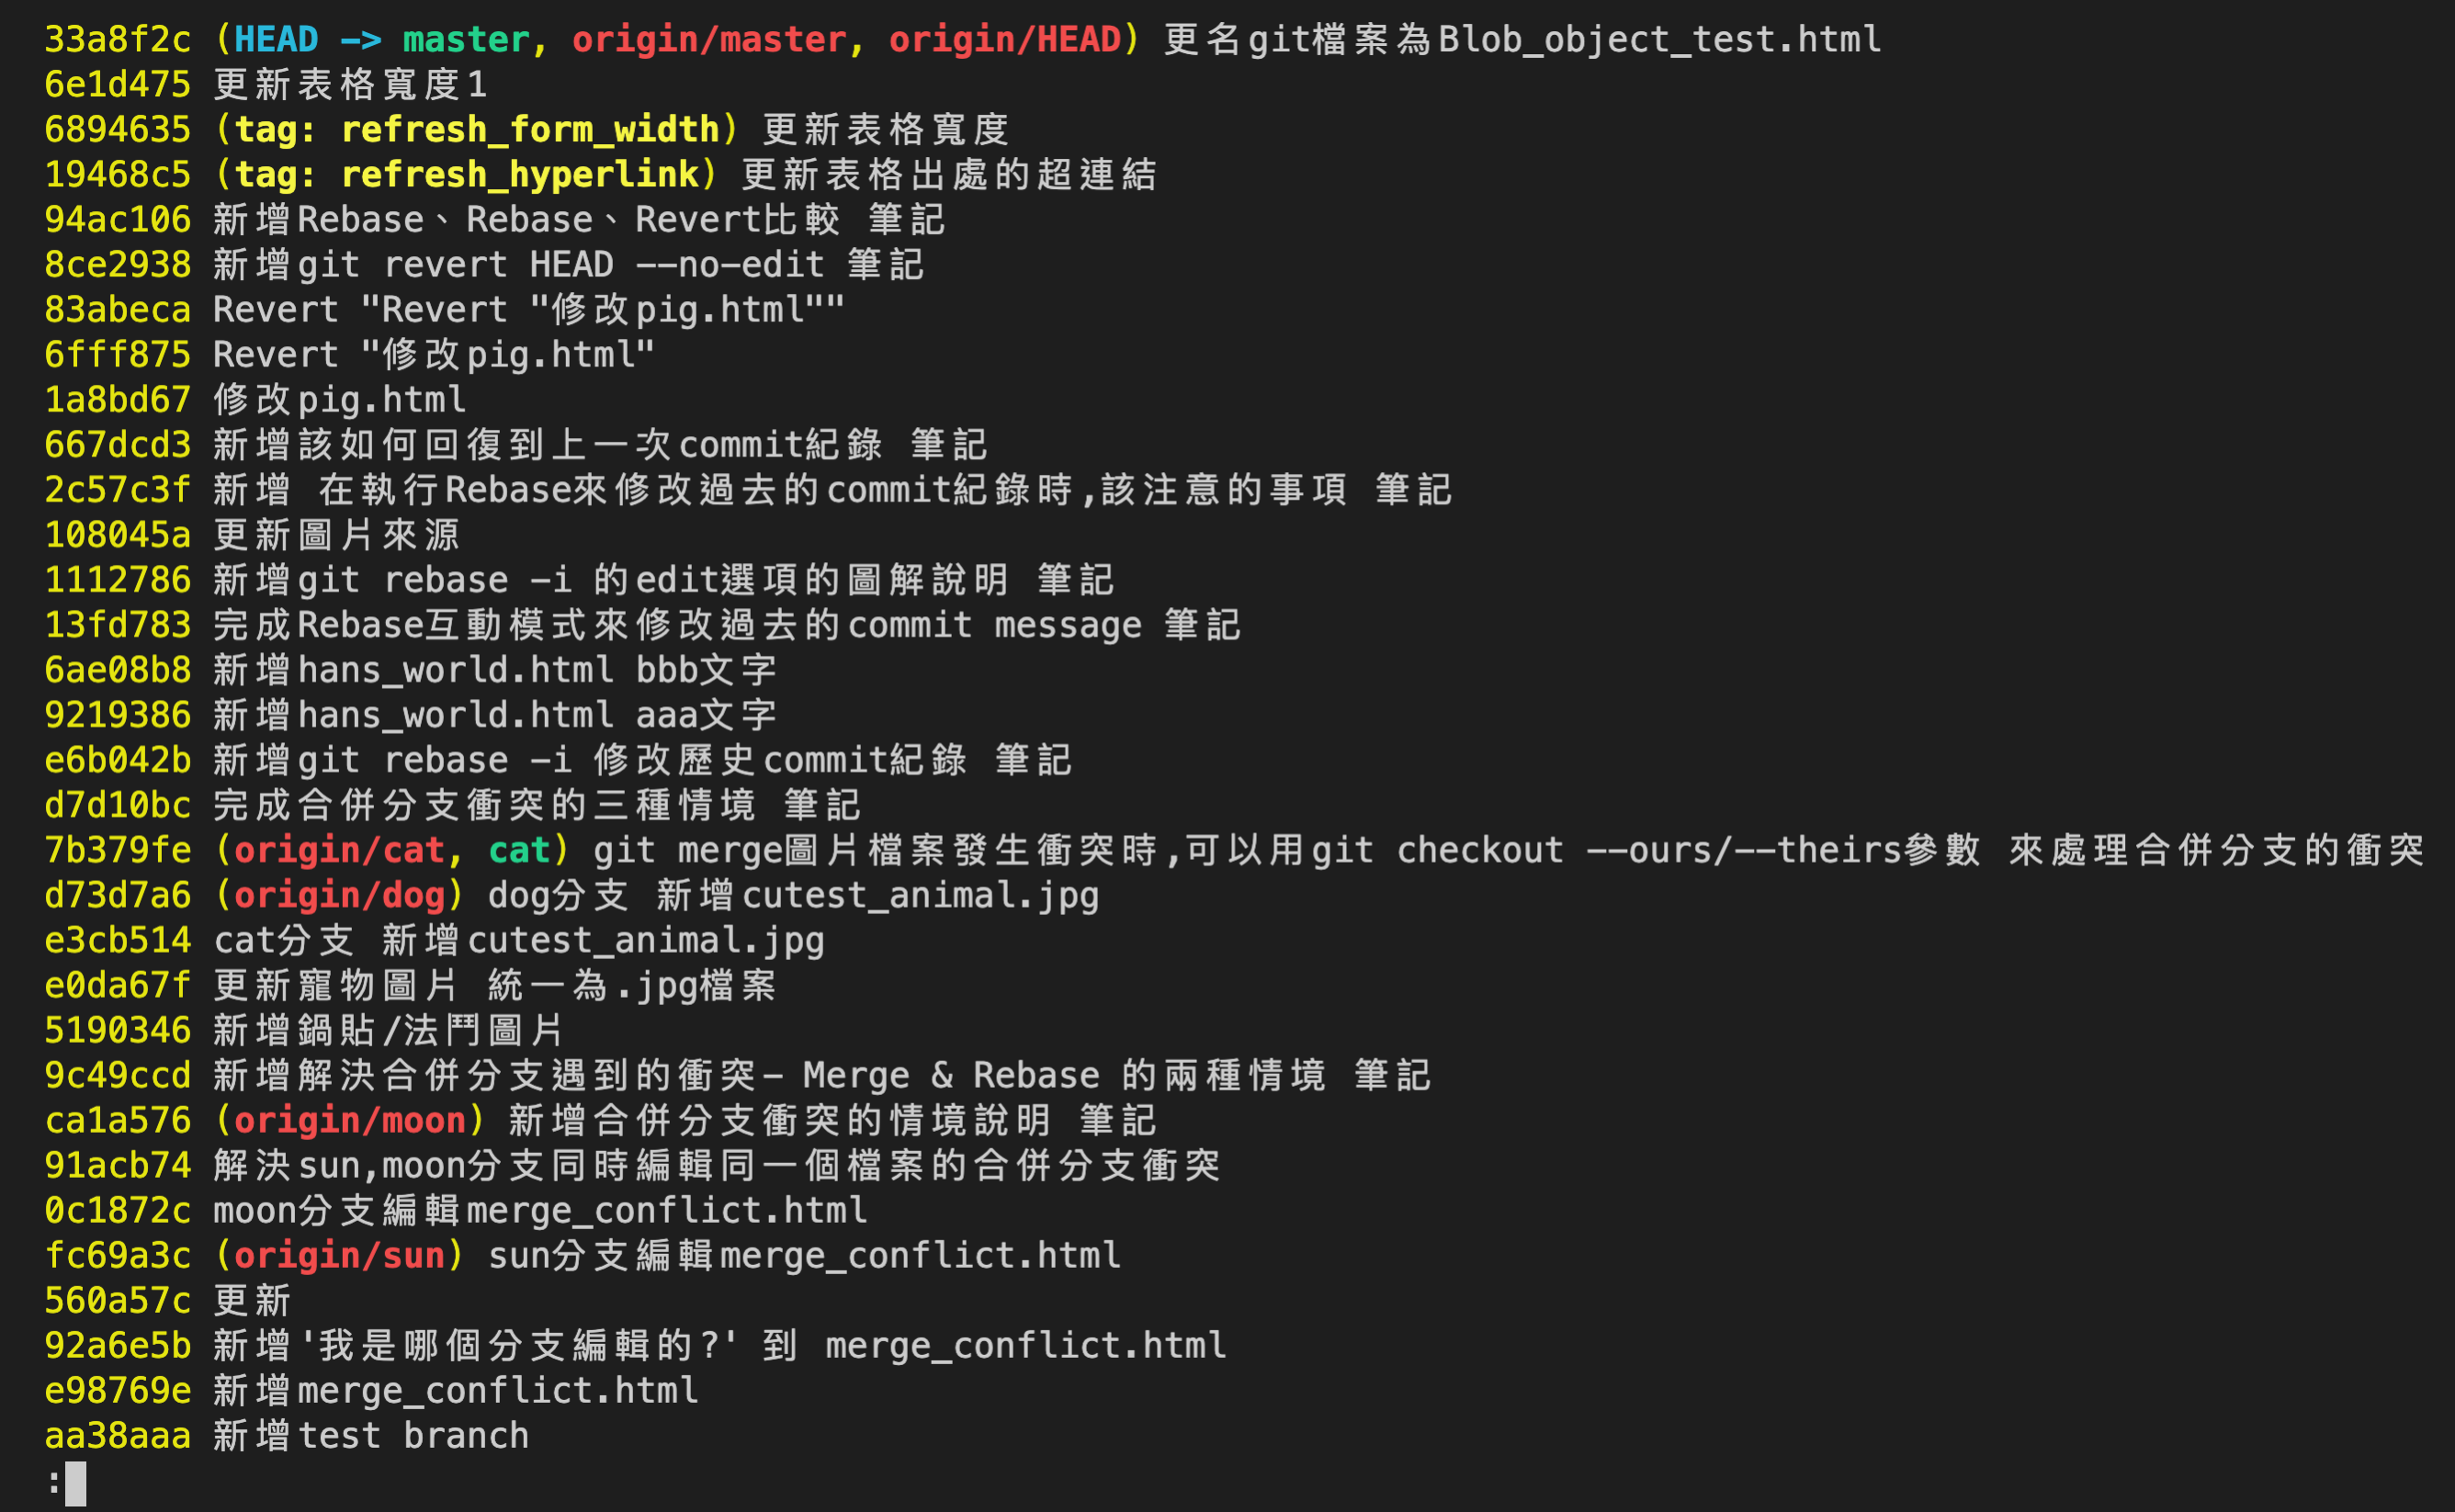 33a8f2c (HEAD -> master, origin/master, origin/HEAD) 更名git檔案為Blob_object_test.html
6e1d475 更新表格寬度1
6894635 (tag: refresh_form_width) 更新表格寬度
19468c5 (tag: refresh_hyperlink) 更新表格出處的超連結
94ac106 新增Rebase、Rebase、Revert比較 筆記
8ce2938 新增git revert HEAD --no-edit 筆記
83abeca Revert "Revert "修改pig.html""
6fff875 Revert "修改pig.html"
1a8bd67 修改pig.html
667dcd3 新增該如何回復到上一次commit紀錄 筆記
2c57c3f 新增 在執行Rebase來修改過去的commit紀錄時,該注意的事項 筆記
108045a 更新圖片來源
1112786 新增git rebase -i 的edit選項的圖解說明 筆記
13fd783 完成Rebase互動模式來修改過去的commit message 筆記
6ae08b8 新增hans_world.html bbb文字
9219386 新增hans_world.html aaa文字
e6b042b 新增git rebase -i 修改歷史commit紀錄 筆記
d7d10bc 完成合併分支衝突的三種情境 筆記
7b379fe (origin/cat, cat) git merge圖片檔案發生衝突時,可以用git checkout --ours/--theirs參數 來處理合併分支的衝突
d73d7a6 (origin/dog) dog分支 新增cutest_animal.jpg
e3cb514 cat分支 新增cutest_animal.jpg
e0da67f 更新寵物圖片 統一為.jpg檔案
5190346 新增鍋貼/法鬥圖片
9c49ccd 新增解決合併分支遇到的衝突- Merge & Rebase 的兩種情境 筆記
ca1a576 (origin/moon) 新增合併分支衝突的情境說明 筆記
91acb74 解決sun,moon分支同時編輯同一個檔案的合併分支衝突
0c1872c moon分支編輯merge_conflict.html
fc69a3c (origin/sun) sun分支編輯merge_conflict.html
560a57c 更新
92a6e5b 新增'我是哪個分支編輯的?' 到 merge_conflict.html
e98769e 新增merge_conflict.html
aa38aaa 新增test branch
: